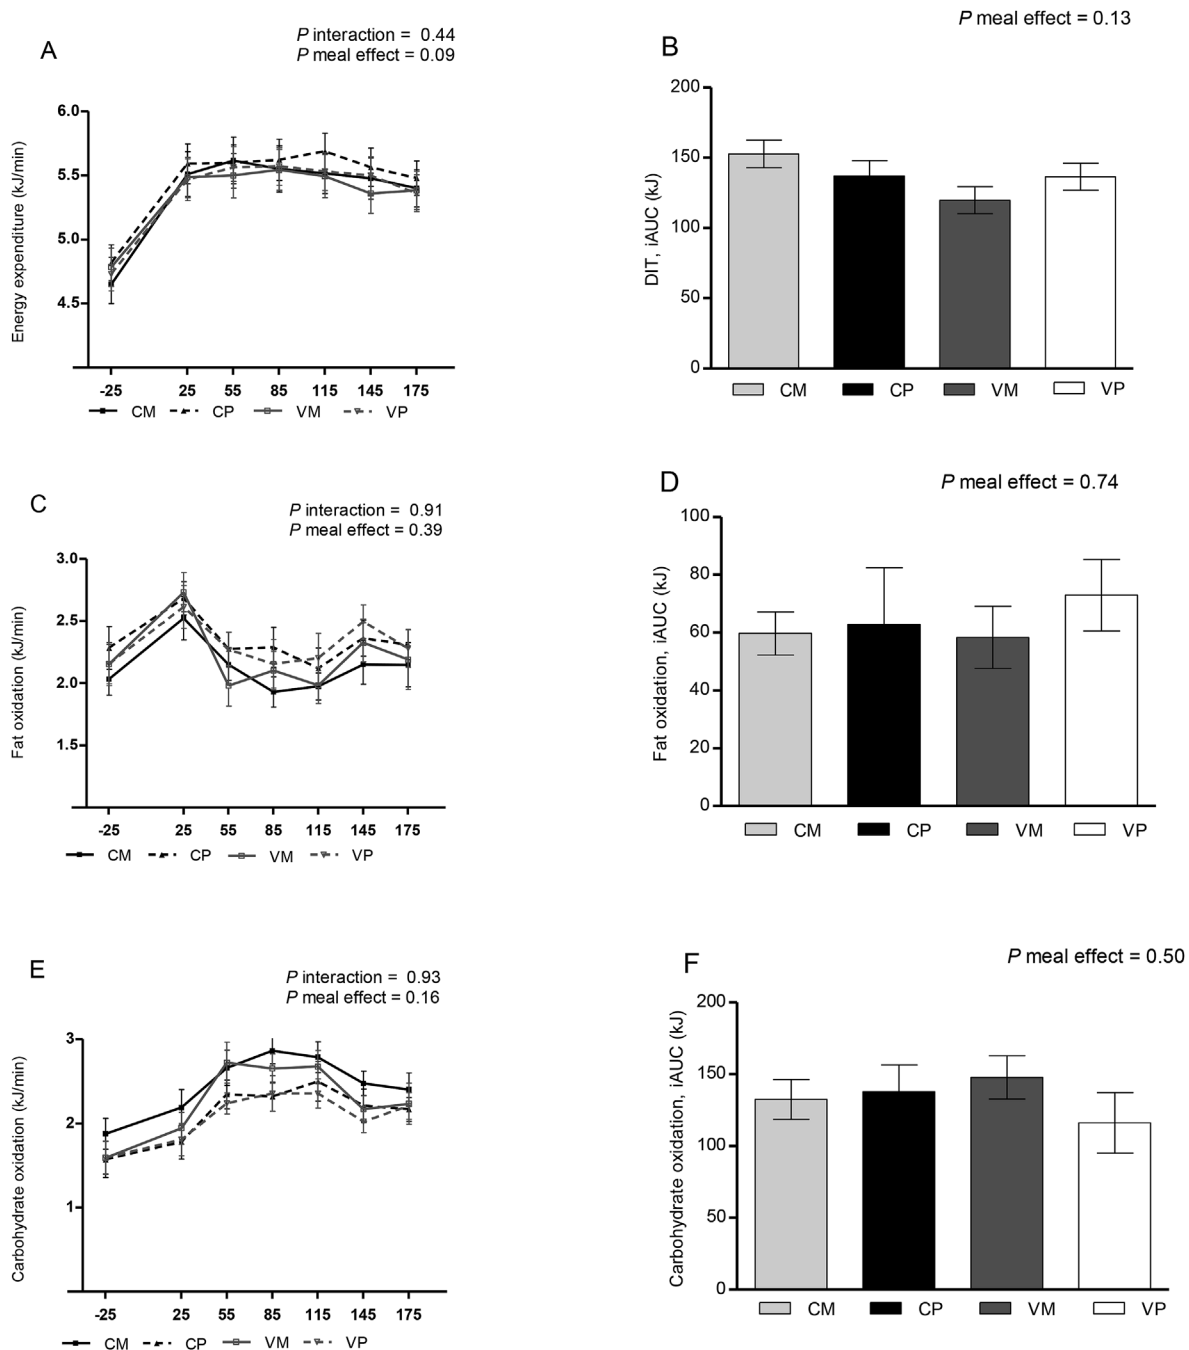 A
P interaction = 0.44
P meal effect = 0.09
Energy expenditure (kJ/min)
6.0
5.5
5.0
4.5
-25 25 55 85 115 145 175
CM CP VM VP
B
P meal effect = 0.13
DIT, iAUC (kJ)
200
150
100
50
0
CM CP VM VP
C
P interaction = 0.91
P meal effect = 0.39
Fat oxidation (kJ/min)
3.0
2.5
2.0
1.5
-25 25 55 85 115 145 175
CM CP VM VP
D
P meal effect = 0.74
Fat oxidation, iAUC (kJ)
100
80
60
40
20
0
CM CP VM VP
E
P interaction = 0.93
P meal effect = 0.16
Carbohydrate oxidation (kJ/min)
3
2
1
-25 25 55 85 115 145 175
CM CP VM VP
F
P meal effect = 0.50
Carbohydrate oxidation, iAUC (kJ)
200
150
100
50
0
CM CP VM VP